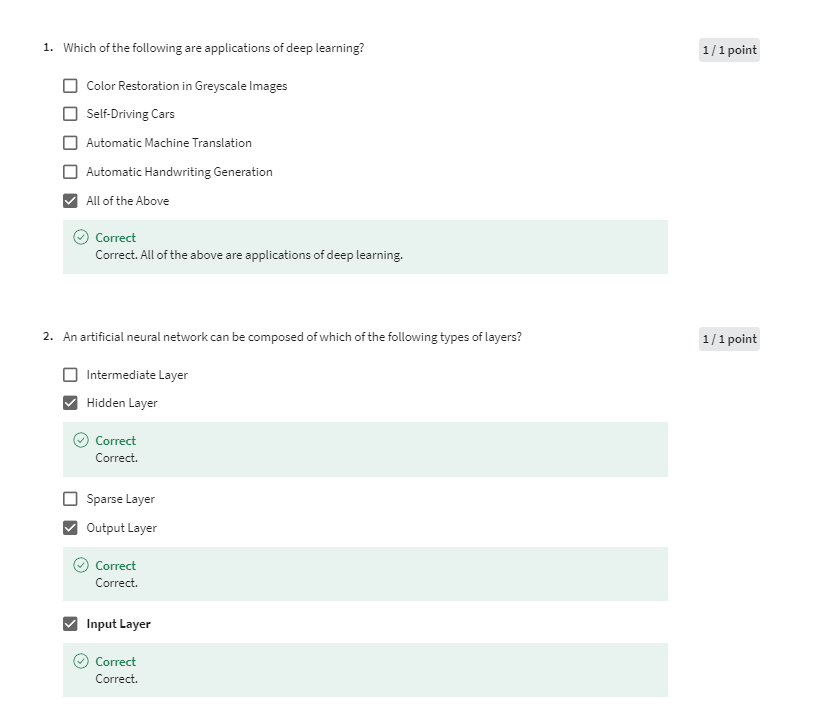 1. Which of the following are applications of deep learning?
1 / 1 point
Color Restoration in Greyscale Images
Self-Driving Cars
Automatic Machine Translation
Automatic Handwriting Generation
All of the Above
Correct
Correct. All of the above are applications of deep learning.
2. An artificial neural network can be composed of which of the following types of layers?
1 / 1 point
Intermediate Layer
Hidden Layer
Correct
Correct.
Sparse Layer
Output Layer
Correct
Correct.
Input Layer
Correct
Correct.